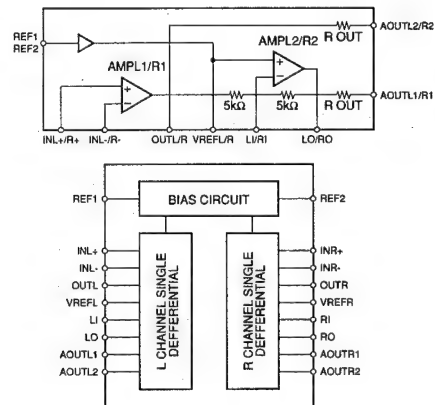 R OUT
AOUTL2/R2
REF1
REF2
AMPL1/R1
AMPL2/R2
+
-
+
-
5kΩ
5kΩ
R OUT
AOUTL1/R1
INL+/R+
INL-/R-
OUTL/R
VREFL/R
LI/RI
LO/RO
REF1
BIAS CIRCUIT
REF2
INL+
INL-
OUTL
VREFL
LI
LO
AOUTL1
AOUTL2
L CHANNEL SINGLE
DEFFERENTIAL
R CHANNEL SINGLE
DEFFERENTIAL
INR+
INR-
OUTR
VREFR
RI
RO
AOUTR1
AOUTR2